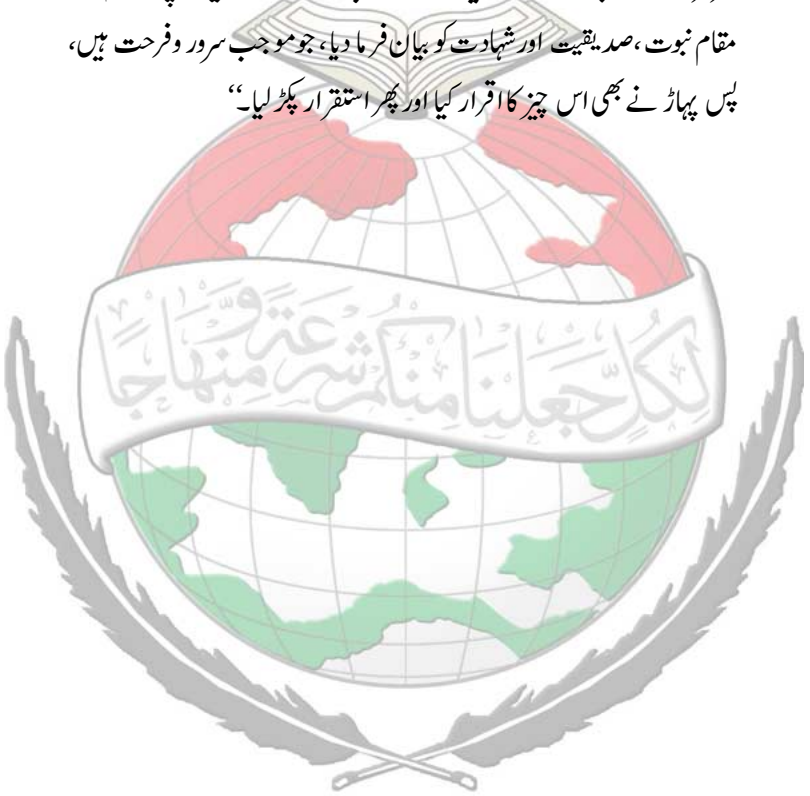 مقام نبوت، صدیقیت اور شہادت کو بیان فرما دیا، جو موجب سرور وفرحت ہیں،
پس پہاڑ نے بھی اس چیز کا اقرار کیا اور پھر استقرار پکڑ لیا۔‘‘
لِكُلٍّ جَعَلْنَا مِنْكُمْ شِرْعَةً وَّمِنْهَاجًا